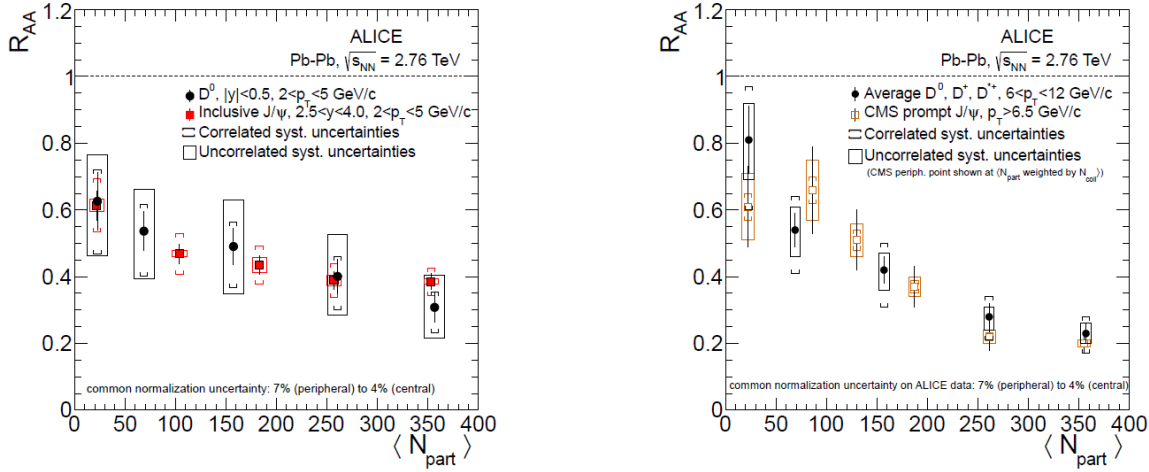 R_AA
1.2
1
0.8
0.6
0.4
0.2
0
ALICE
Pb-Pb, √s_NN = 2.76 TeV
D⁰, |y|<0.5, 2<p_T<5 GeV/c
Inclusive J/ψ, 2.5<y<4.0, 2<p_T<5 GeV/c
Correlated syst. uncertainties
Uncorrelated syst. uncertainties
common normalization uncertainty: 7% (peripheral) to 4% (central)
0 50 100 150 200 250 300 350 400
⟨ N_part ⟩
R_AA
1.2
1
0.8
0.6
0.4
0.2
0
ALICE
Pb-Pb, √s_NN = 2.76 TeV
Average D⁰, D⁺, D*⁺, 6<p_T<12 GeV/c
CMS prompt J/ψ, p_T>6.5 GeV/c
Correlated syst. uncertainties
Uncorrelated syst. uncertainties
(CMS periph. point shown at ⟨N_part weighted by N_coll⟩)
common normalization uncertainty on ALICE data: 7% (peripheral) to 4% (central)
0 50 100 150 200 250 300 350 400
⟨ N_part ⟩